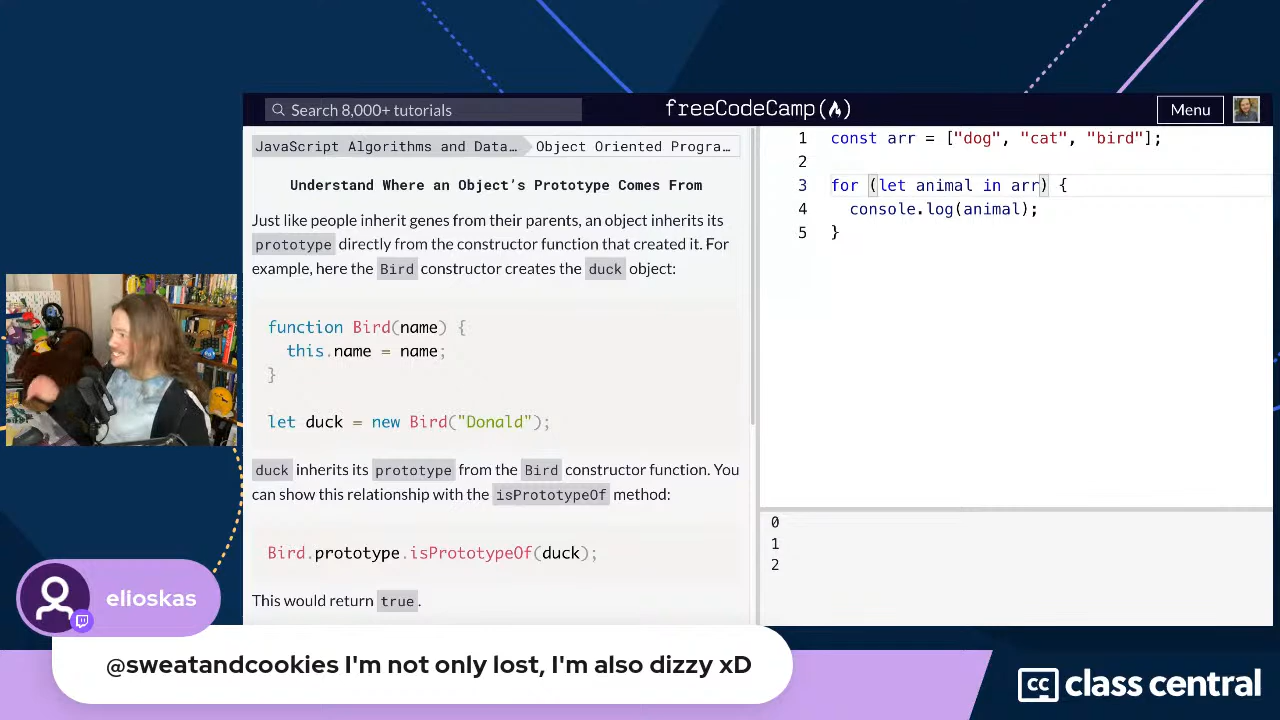 Search 8,000+ tutorials
freeCodeCamp
Menu
JavaScript Algorithms and Data…
Object Oriented Progra…
Understand Where an Object’s Prototype Comes From
Just like people inherit genes from their parents, an object inherits its
prototype directly from the constructor function that created it. For
example, here the Bird constructor creates the duck object:
function Bird(name) {
this.name = name;
}
let duck = new Bird("Donald");
duck inherits its prototype from the Bird constructor function. You
can show this relationship with the isPrototypeOf method:
Bird.prototype.isPrototypeOf(duck);
This would return true.
1 const arr = ["dog", "cat", "bird"];
2
3 for (let animal in arr) {
4 console.log(animal);
5 }
0
1
2
elioskas
@sweatandcookies I'm not only lost, I'm also dizzy xD
cc class central